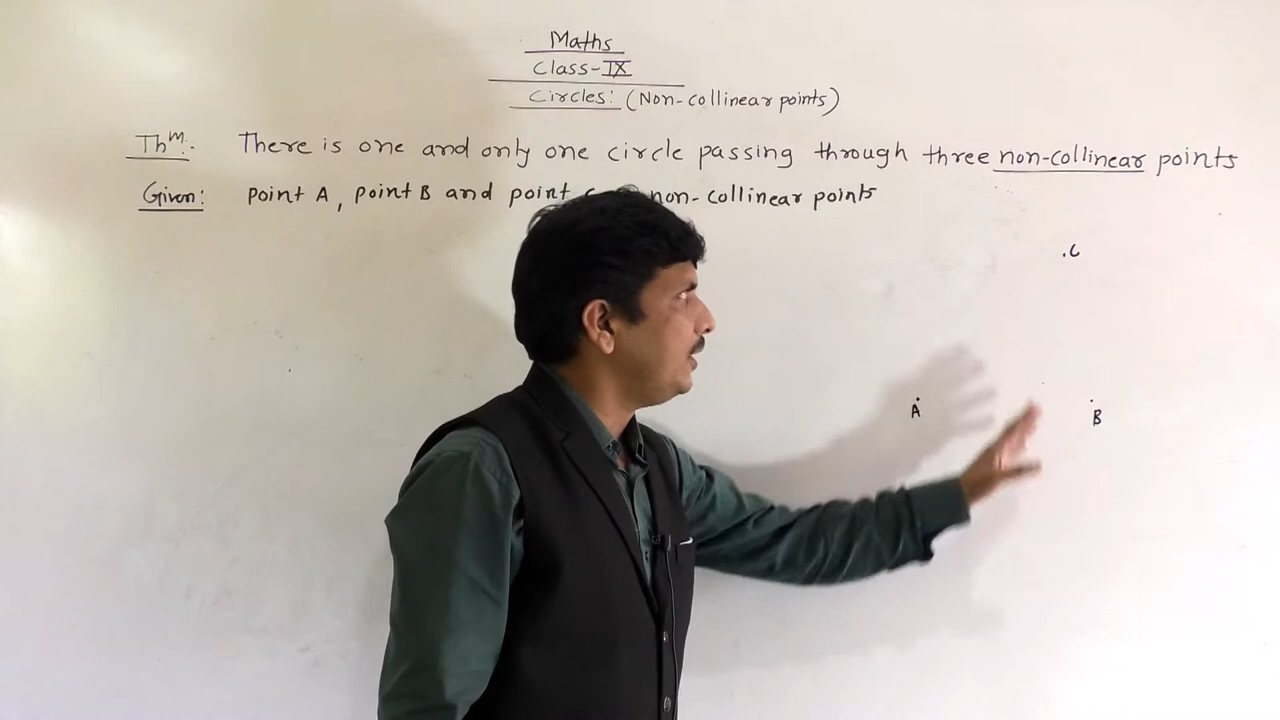 Maths
Class-IX
Circles: (Non-collinear points)
Thm:- There is one and only one circle passing through three non-collinear points
Given: point A, point B and point non-collinear points
.C
A
B